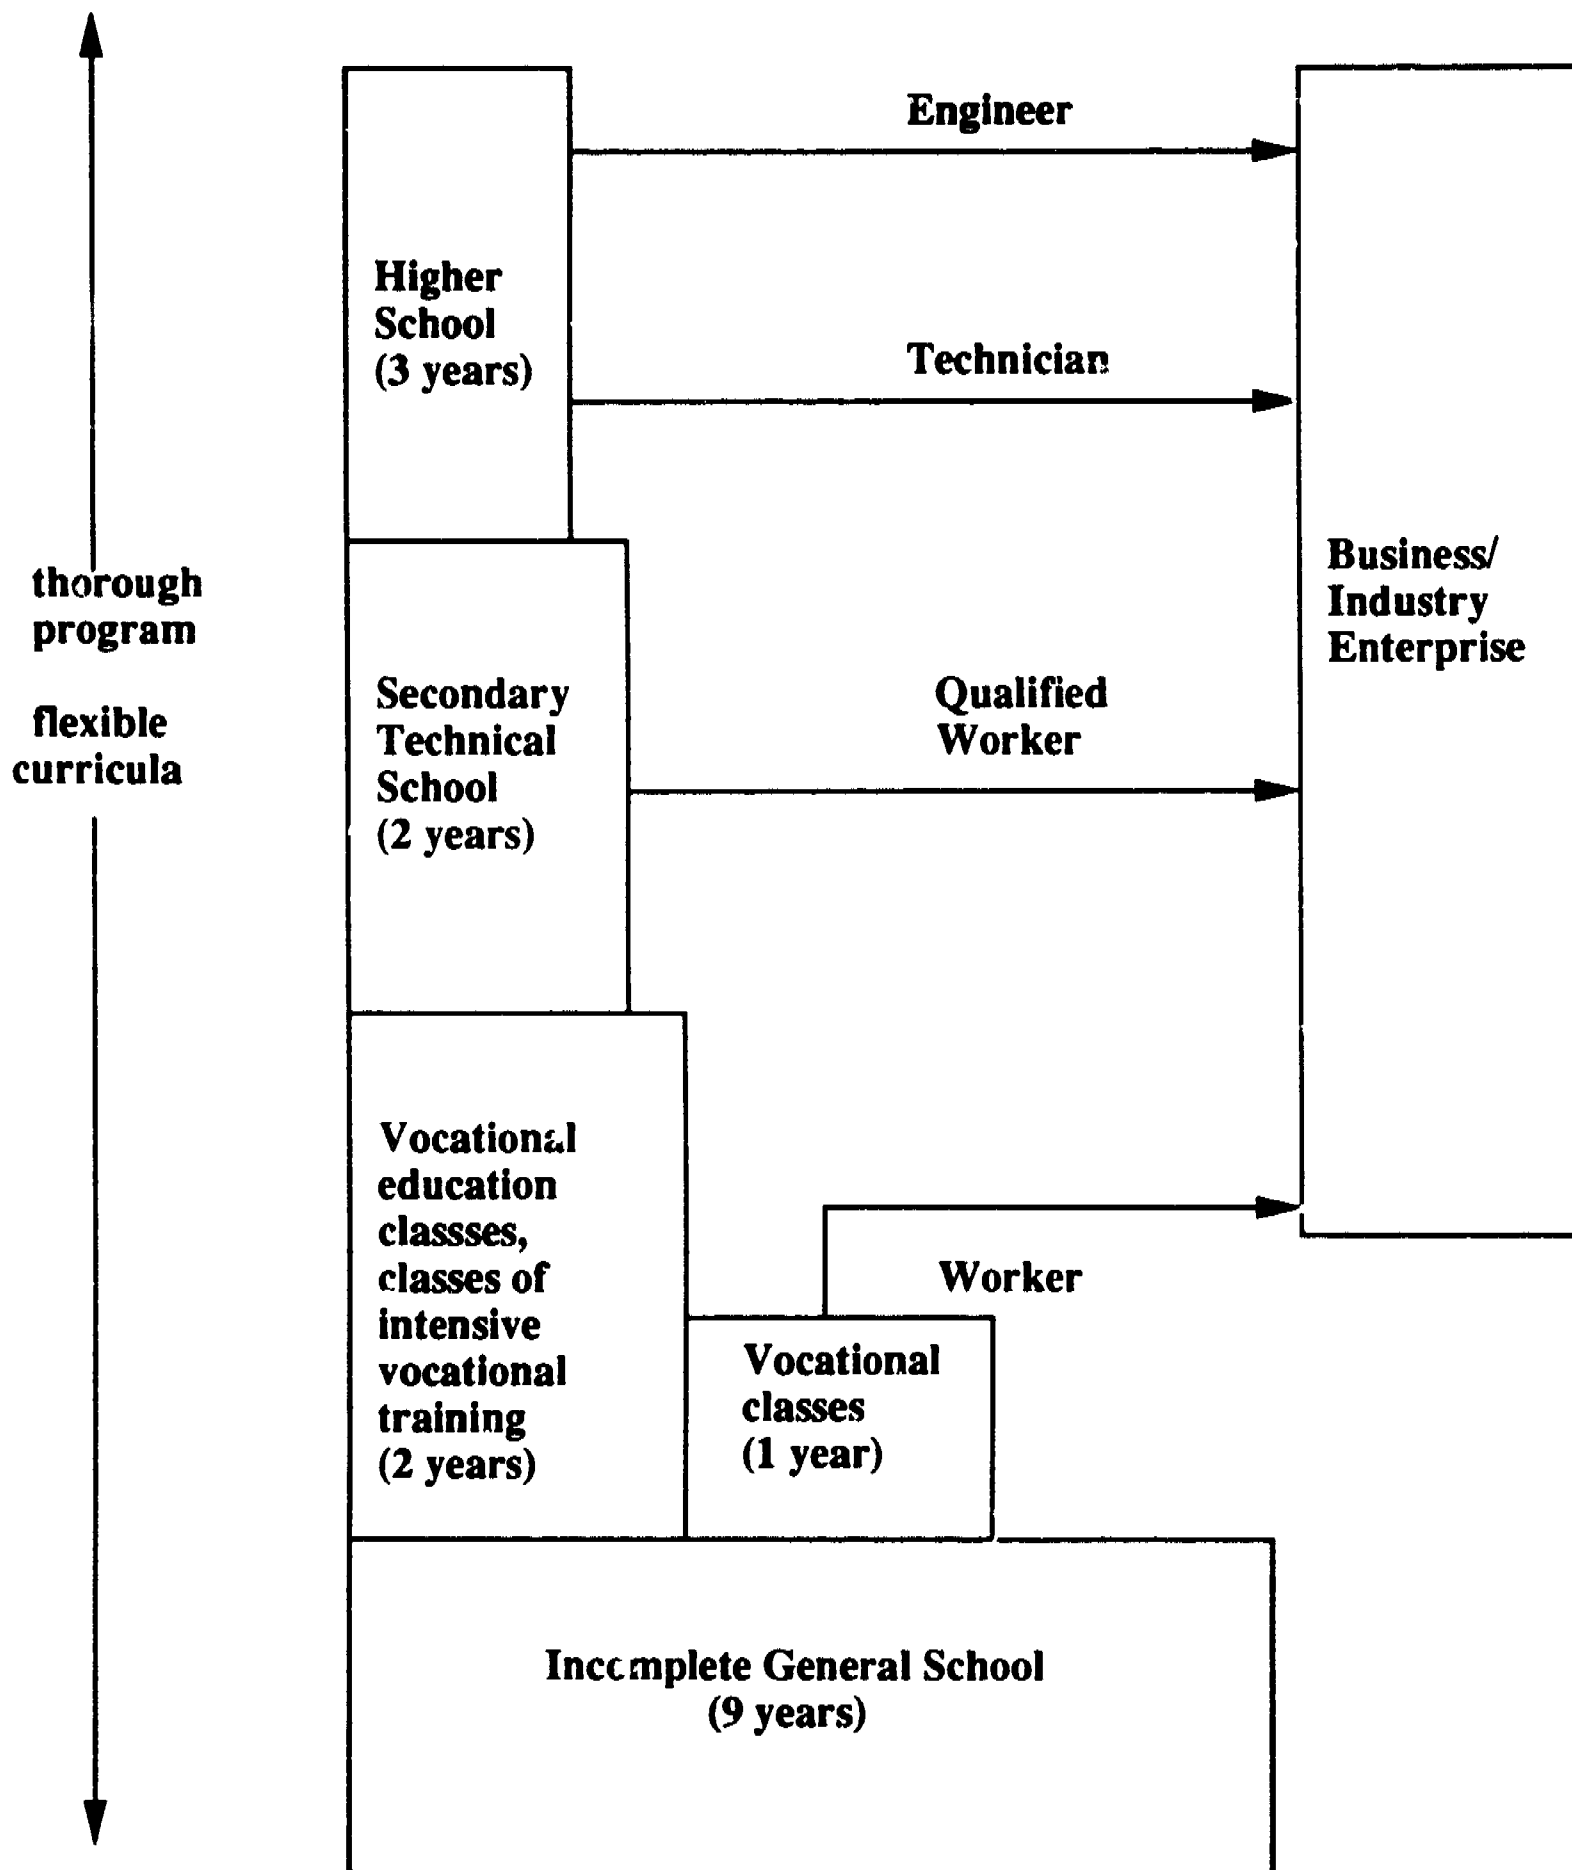 Engineer
Higher
School
(3 years)
Technician
thorough
program
flexible
curricula
Business/
Industry
Enterprise
Secondary
Technical
School
(2 years)
Qualified
Worker
Vocational
education
classses,
classes of
intensive
vocational
training
(2 years)
Worker
Vocational
classes
(1 year)
Incomplete General School
(9 years)